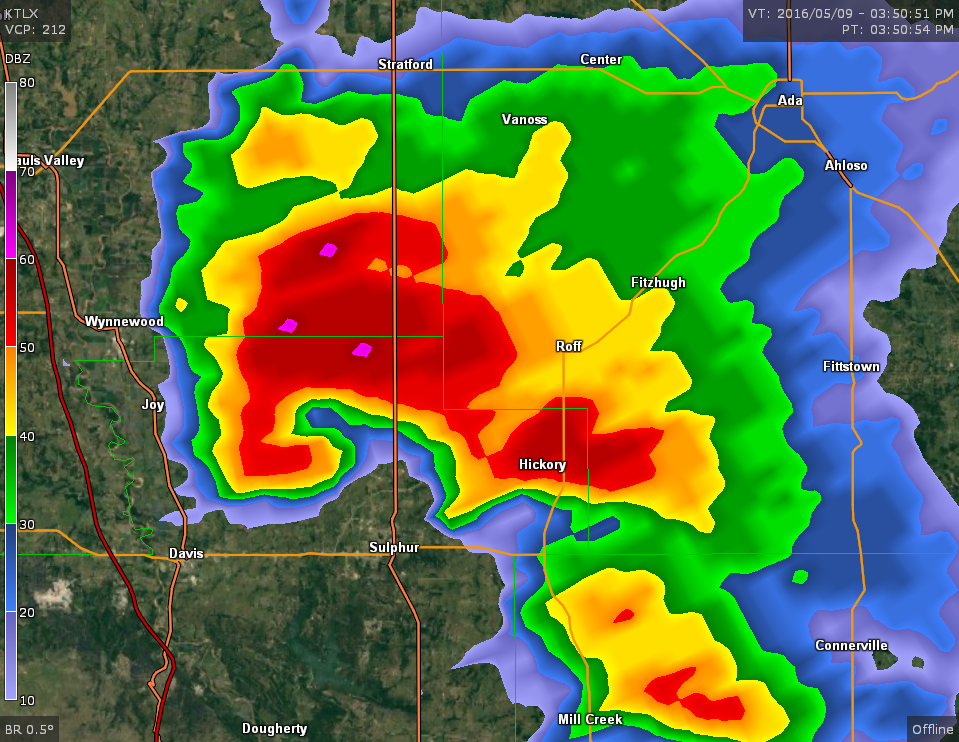 KTLX
VCP: 212
VT: 2016/05/09 - 03:50:51 PM
PT: 03:50:54 PM
DBZ
80
Stratford
Center
Ada
Vanoss
auls Valley
Ahloso
70
60
Fitzhugh
Wynnewood
50
Roff
Fittstown
Joy
40
Hickory
30
Sulphur
Davis
20
Connerville
10
Mill Creek
BR 0.5°
Dougherty
Offline